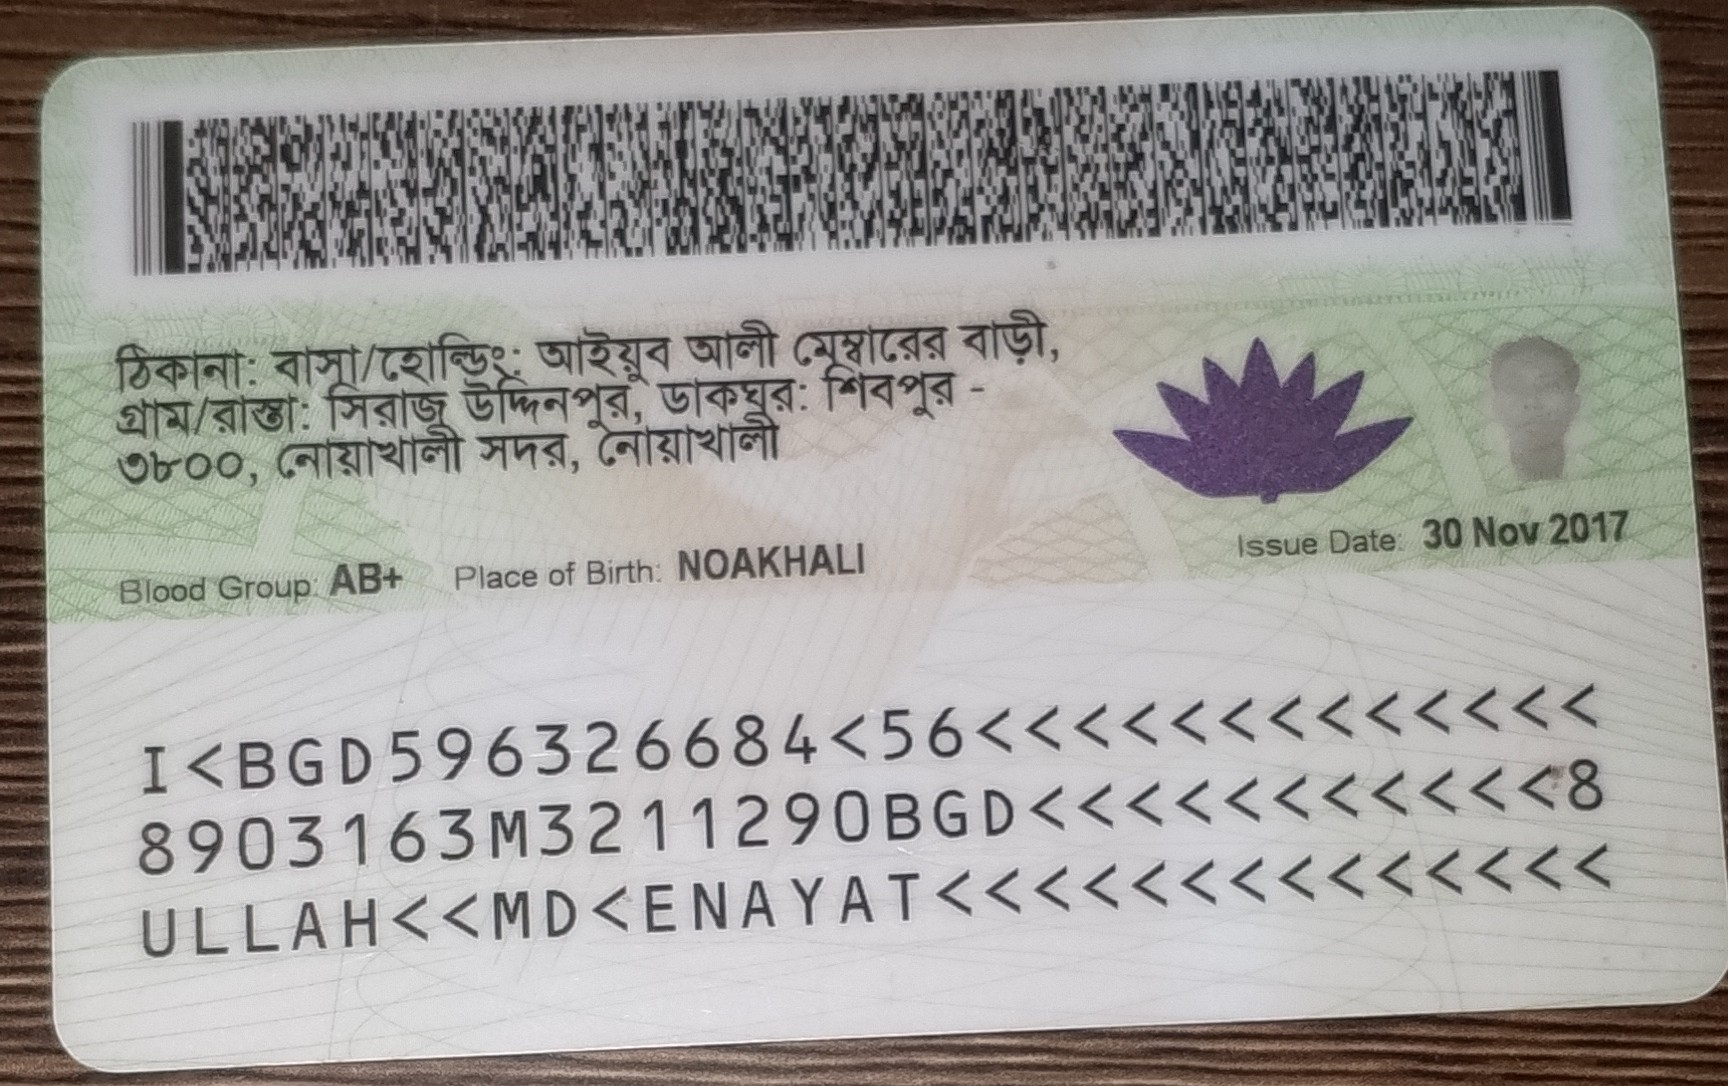 ঠিকানা: বাসা/হোল্ডিং: আইয়ুব আলী মেম্বারের বাড়ী,
গ্রাম/রাস্তা: সিরাজ উদ্দিনপুর, ডাকঘর: শিবপুর -
৩৮০০, নোয়াখালী সদর, নোয়াখালী
Blood Group: AB+ Place of Birth: NOAKHALI Issue Date: 30 Nov 2017
I<BGD596326684<56<<<<<<<<<<<<<
8903163M3211290BGD<<<<<<<<<<<8
ULLAH<<MD<ENAYAT<<<<<<<<<<<<<<